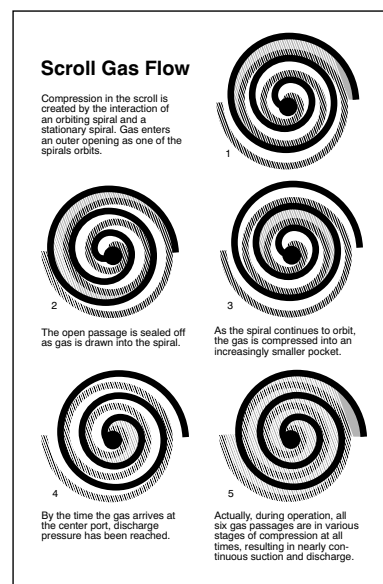 Scroll Gas Flow
Compression in the scroll is
created by the interaction of
an orbiting spiral and a
stationary spiral. Gas enters
an outer opening as one of the
spirals orbits.
1
2
The open passage is sealed off
as gas is drawn into the spiral.
3
As the spiral continues to orbit,
the gas is compressed into an
increasingly smaller pocket.
4
By the time the gas arrives at
the center port, discharge
pressure has been reached.
5
Actually, during operation, all
six gas passages are in various
stages of compression at all
times, resulting in nearly con-
tinuous suction and discharge.